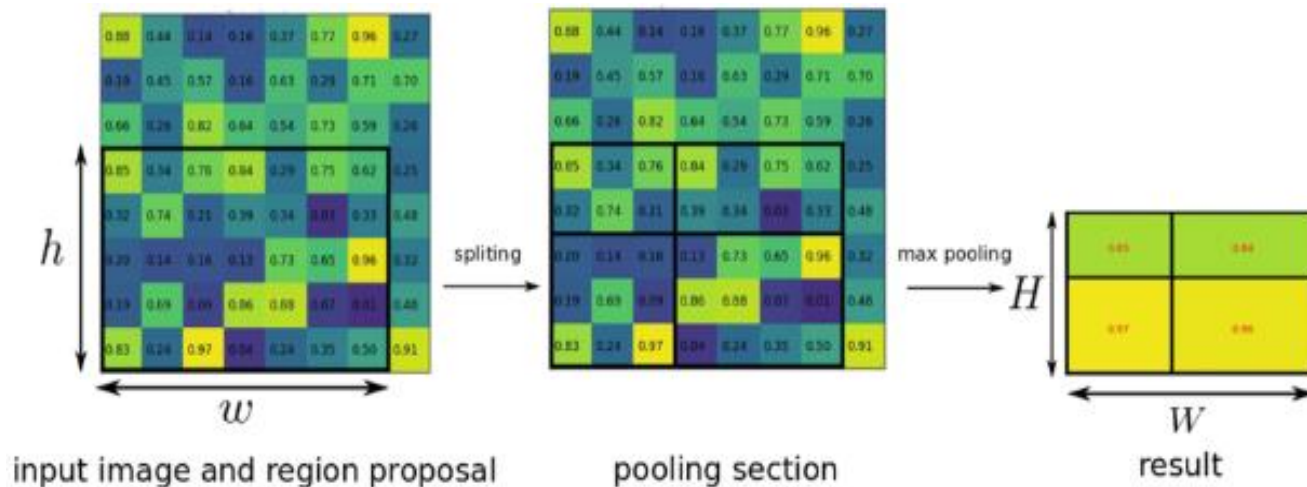 0.88 0.44 0.14 0.16 0.37 0.77 0.96 0.27
0.19 0.45 0.57 0.16 0.63 0.29 0.71 0.70
0.66 0.26 0.82 0.64 0.54 0.73 0.59 0.26
0.85 0.34 0.76 0.84 0.29 0.75 0.62 0.25
0.32 0.74 0.21 0.39 0.34 0.03 0.33 0.48
0.20 0.14 0.16 0.13 0.73 0.65 0.96 0.32
0.19 0.69 0.09 0.86 0.88 0.07 0.01 0.48
0.83 0.24 0.97 0.04 0.24 0.35 0.50 0.91
h
w
input image and region proposal
spliting
0.88 0.44 0.14 0.16 0.37 0.77 0.96 0.27
0.19 0.45 0.57 0.16 0.63 0.29 0.71 0.70
0.66 0.26 0.82 0.64 0.54 0.73 0.59 0.26
0.85 0.34 0.76 0.84 0.29 0.75 0.62 0.25
0.32 0.74 0.21 0.39 0.34 0.03 0.33 0.48
0.20 0.14 0.16 0.13 0.73 0.65 0.96 0.32
0.19 0.69 0.09 0.86 0.88 0.07 0.01 0.48
0.83 0.24 0.97 0.04 0.24 0.35 0.50 0.91
pooling section
max pooling
0.85 0.84
0.97 0.96
H
W
result